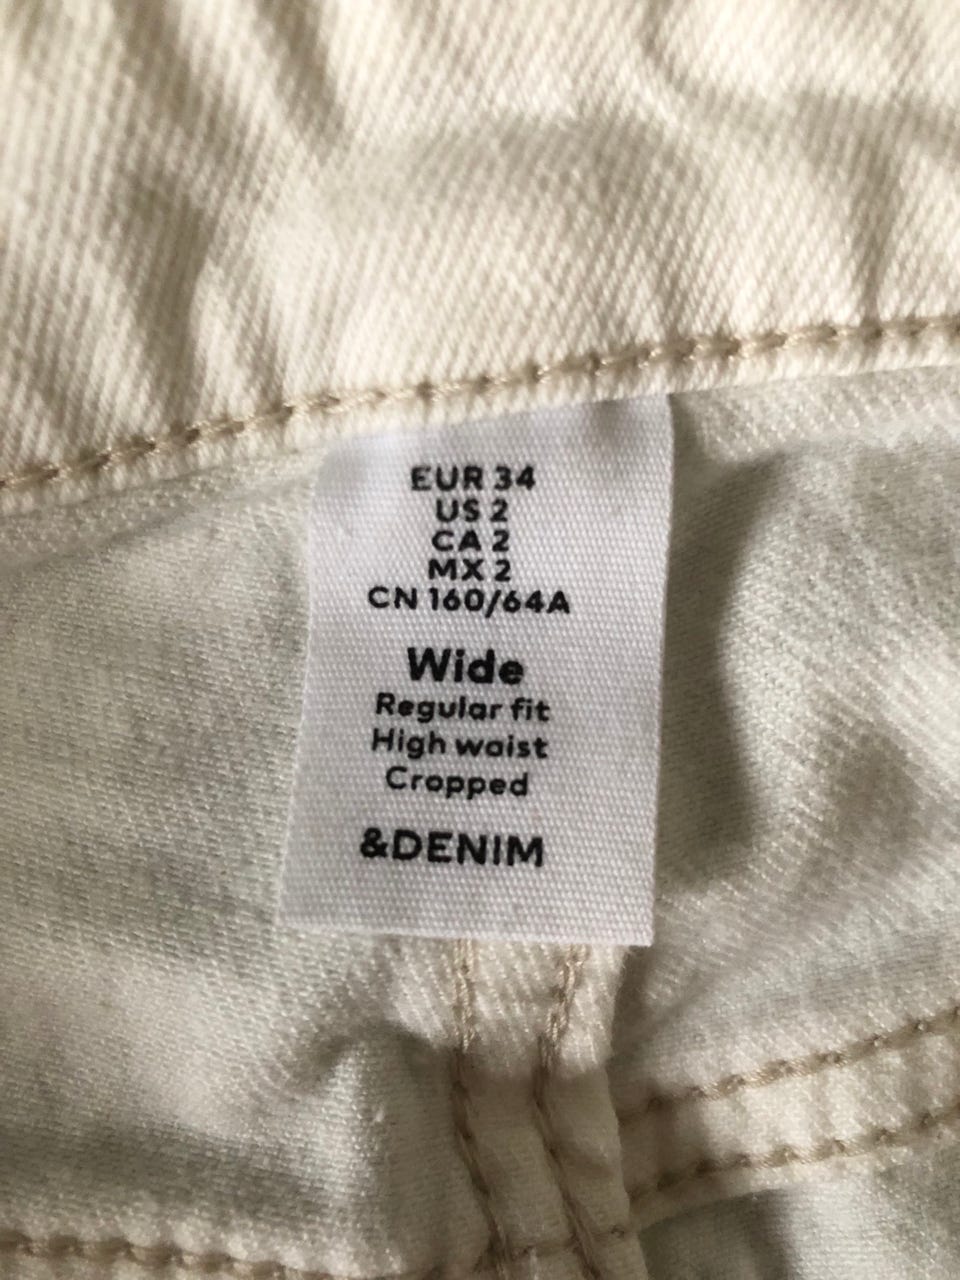 EUR 34
US 2
CA 2
MX 2
CN 160/64A
Wide
Regular fit
High waist
Cropped
&DENIM